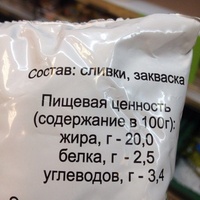 Состав: сливки, закваска
Пищевая ценность
(содержание в 100г):
жира, г - 20,0
белка, г - 2,5
углеводов, г - 3,4